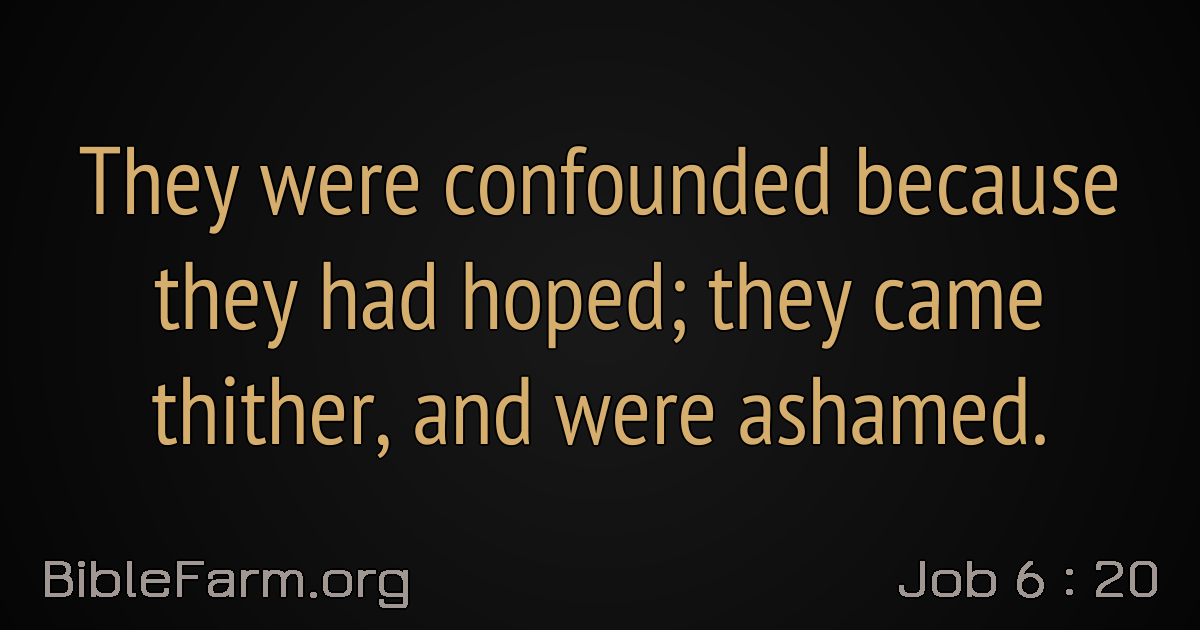 They were confounded because
they had hoped; they came
thither, and were ashamed.
BibleFarm.org
Job 6 : 20